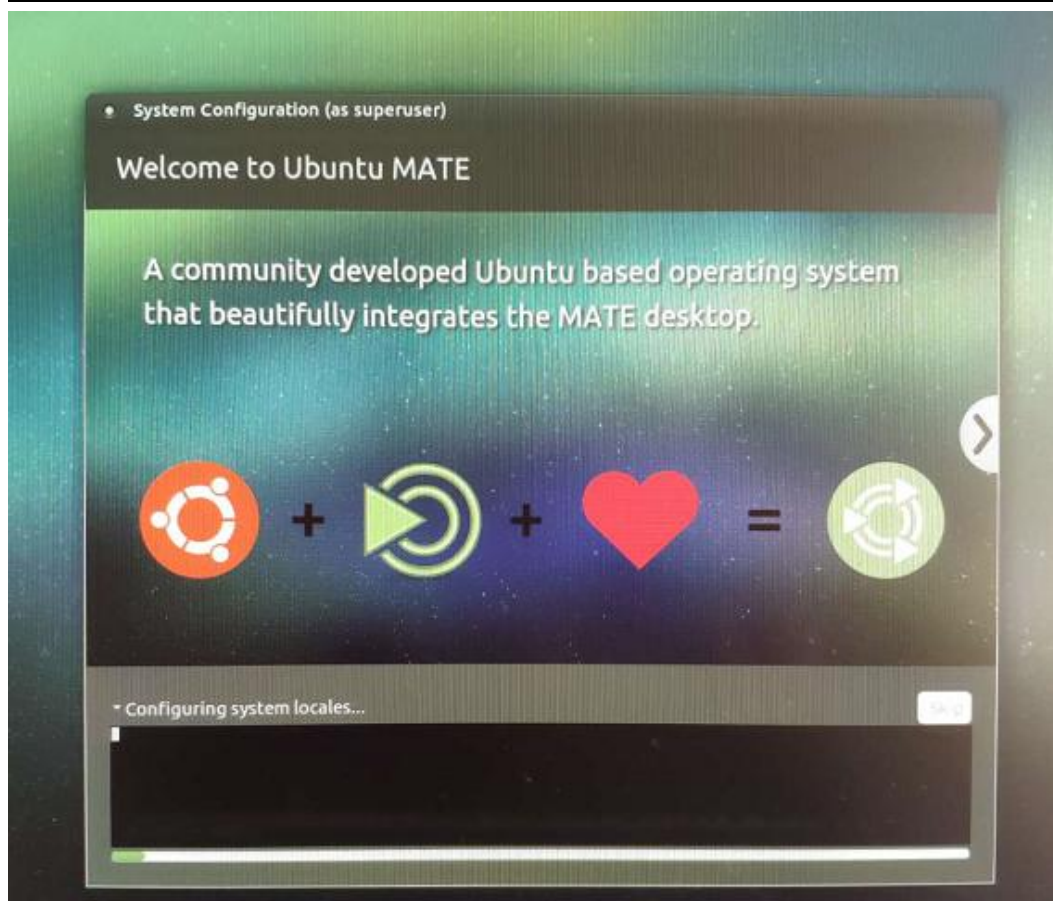 System Configuration (as superuser)
Welcome to Ubuntu MATE
A community developed Ubuntu based operating system
that beautifully integrates the MATE desktop.
+ + =
Configuring system locales...
Skip